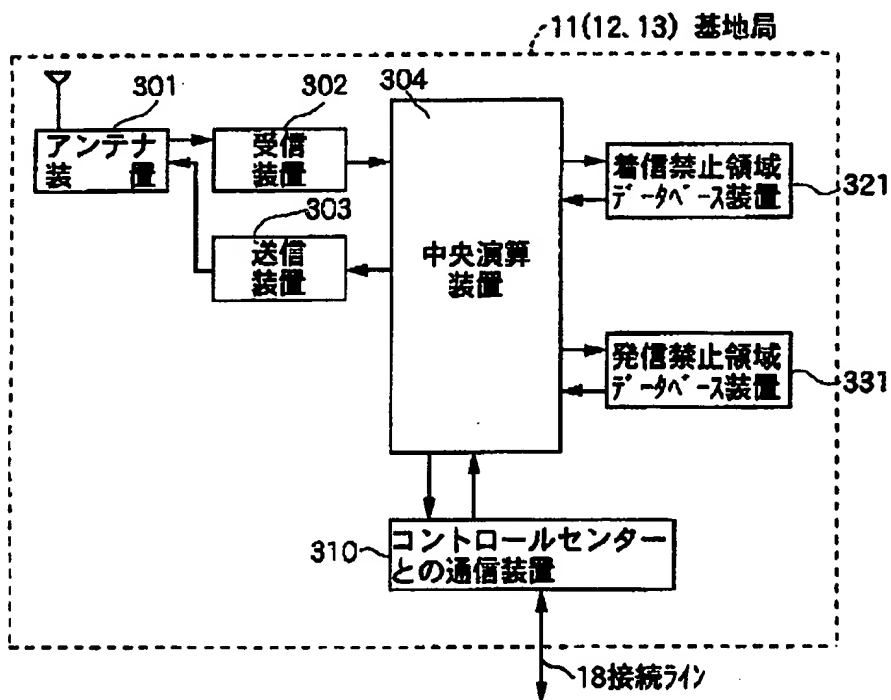 11(12、13) 基地局
301
302
304
アンテナ
装　　置
受信
装置
303
送信
装置
中央演算
装置
着信禁止領域
データベース装置
321
発信禁止領域
データベース装置
331
310
コントロールセンター
との通信装置
18接続ライン